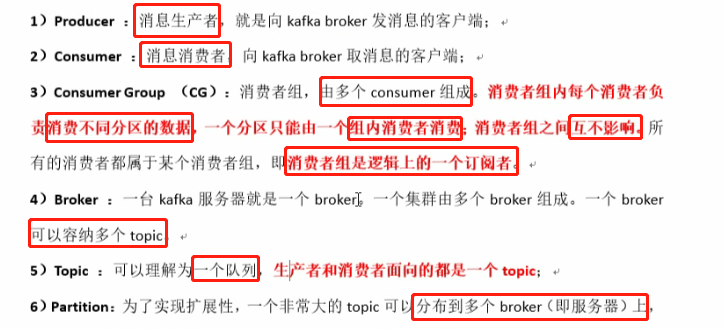 1）Producer ：消息生产者，就是向 kafka broker 发消息的客户端；
2）Consumer ：消息消费者，向 kafka broker 取消息的客户端；
3）Consumer Group （CG）：消费者组，由多个 consumer 组成。消费者组内每个消费者负
责消费不同分区的数据，一个分区只能由一个组内消费者消费；消费者组之间互不影响。所
有的消费者都属于某个消费者组，即消费者组是逻辑上的一个订阅者。
4）Broker ：一台 kafka 服务器就是一个 broker。一个集群由多个 broker 组成。一个 broker
可以容纳多个 topic。
5）Topic ：可以理解为一个队列，生产者和消费者面向的都是一个 topic；
6）Partition：为了实现扩展性，一个非常大的 topic 可以分布到多个 broker（即服务器）上，